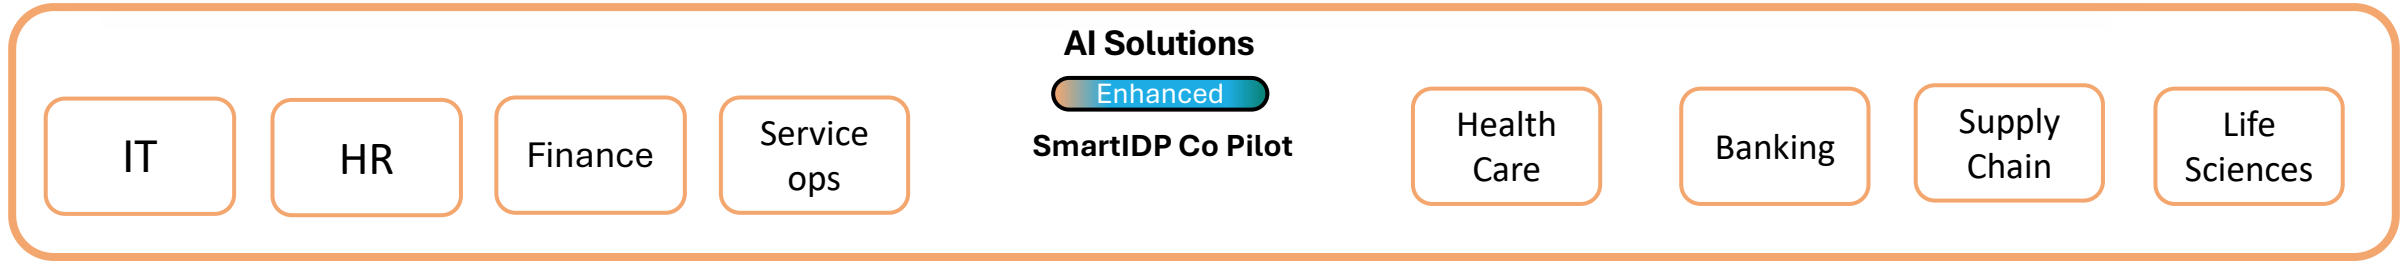 IT
HR
Finance
Service
ops
AI Solutions
Enhanced
SmartIDP Co Pilot
Health
Care
Banking
Supply
Chain
Life
Sciences